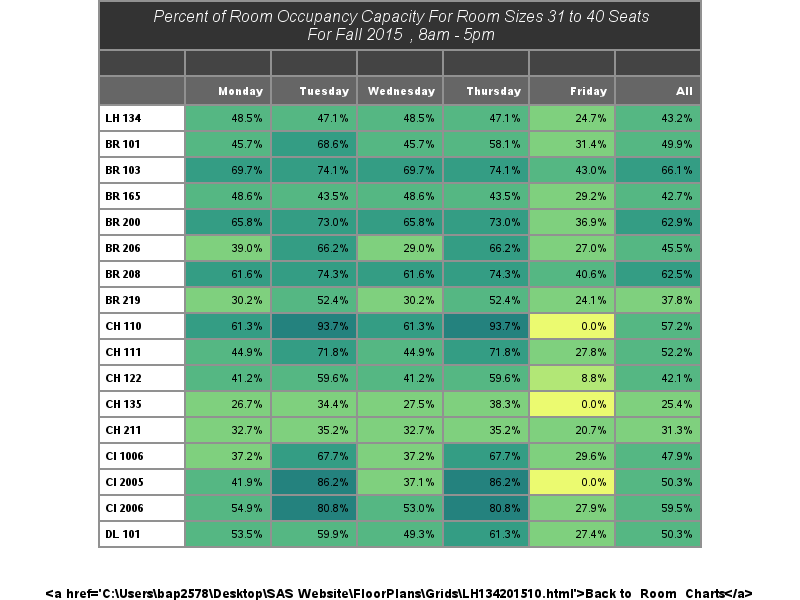 Percent of Room Occupancy Capacity For Room Sizes 31 to 40 Seats
For Fall 2015 , 8am - 5pm
Monday Tuesday Wednesday Thursday Friday All
LH 134 48.5% 47.1% 48.5% 47.1% 24.7% 43.2%
BR 101 45.7% 68.6% 45.7% 58.1% 31.4% 49.9%
BR 103 69.7% 74.1% 69.7% 74.1% 43.0% 66.1%
BR 165 48.6% 43.5% 48.6% 43.5% 29.2% 42.7%
BR 200 65.8% 73.0% 65.8% 73.0% 36.9% 62.9%
BR 206 39.0% 66.2% 29.0% 66.2% 27.0% 45.5%
BR 208 61.6% 74.3% 61.6% 74.3% 40.6% 62.5%
BR 219 30.2% 52.4% 30.2% 52.4% 24.1% 37.8%
CH 110 61.3% 93.7% 61.3% 93.7% 0.0% 57.2%
CH 111 44.9% 71.8% 44.9% 71.8% 27.8% 52.2%
CH 122 41.2% 59.6% 41.2% 59.6% 8.8% 42.1%
CH 135 26.7% 34.4% 27.5% 38.3% 0.0% 25.4%
CH 211 32.7% 35.2% 32.7% 35.2% 20.7% 31.3%
CI 1006 37.2% 67.7% 37.2% 67.7% 29.6% 47.9%
CI 2005 41.9% 86.2% 37.1% 86.2% 0.0% 50.3%
CI 2006 54.9% 80.8% 53.0% 80.8% 27.9% 59.5%
DL 101 53.5% 59.9% 49.3% 61.3% 27.4% 50.3%
<a href='C:\Users\bap2578\Desktop\SAS Website\FloorPlans\Grids\LH134201510.html'>Back to Room Charts</a>